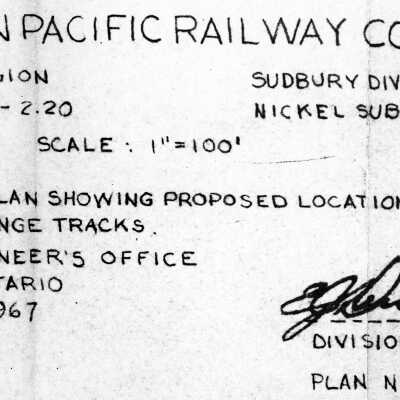 N PACIFIC RAILWAY CO
GION SUDBURY DIV
- 2.20 NICKEL SUB
SCALE : 1"=100'
LAN SHOWING PROPOSED LOCATION
NGE TRACKS.
NEER'S OFFICE
TARIO
967
DIVISIO
PLAN N